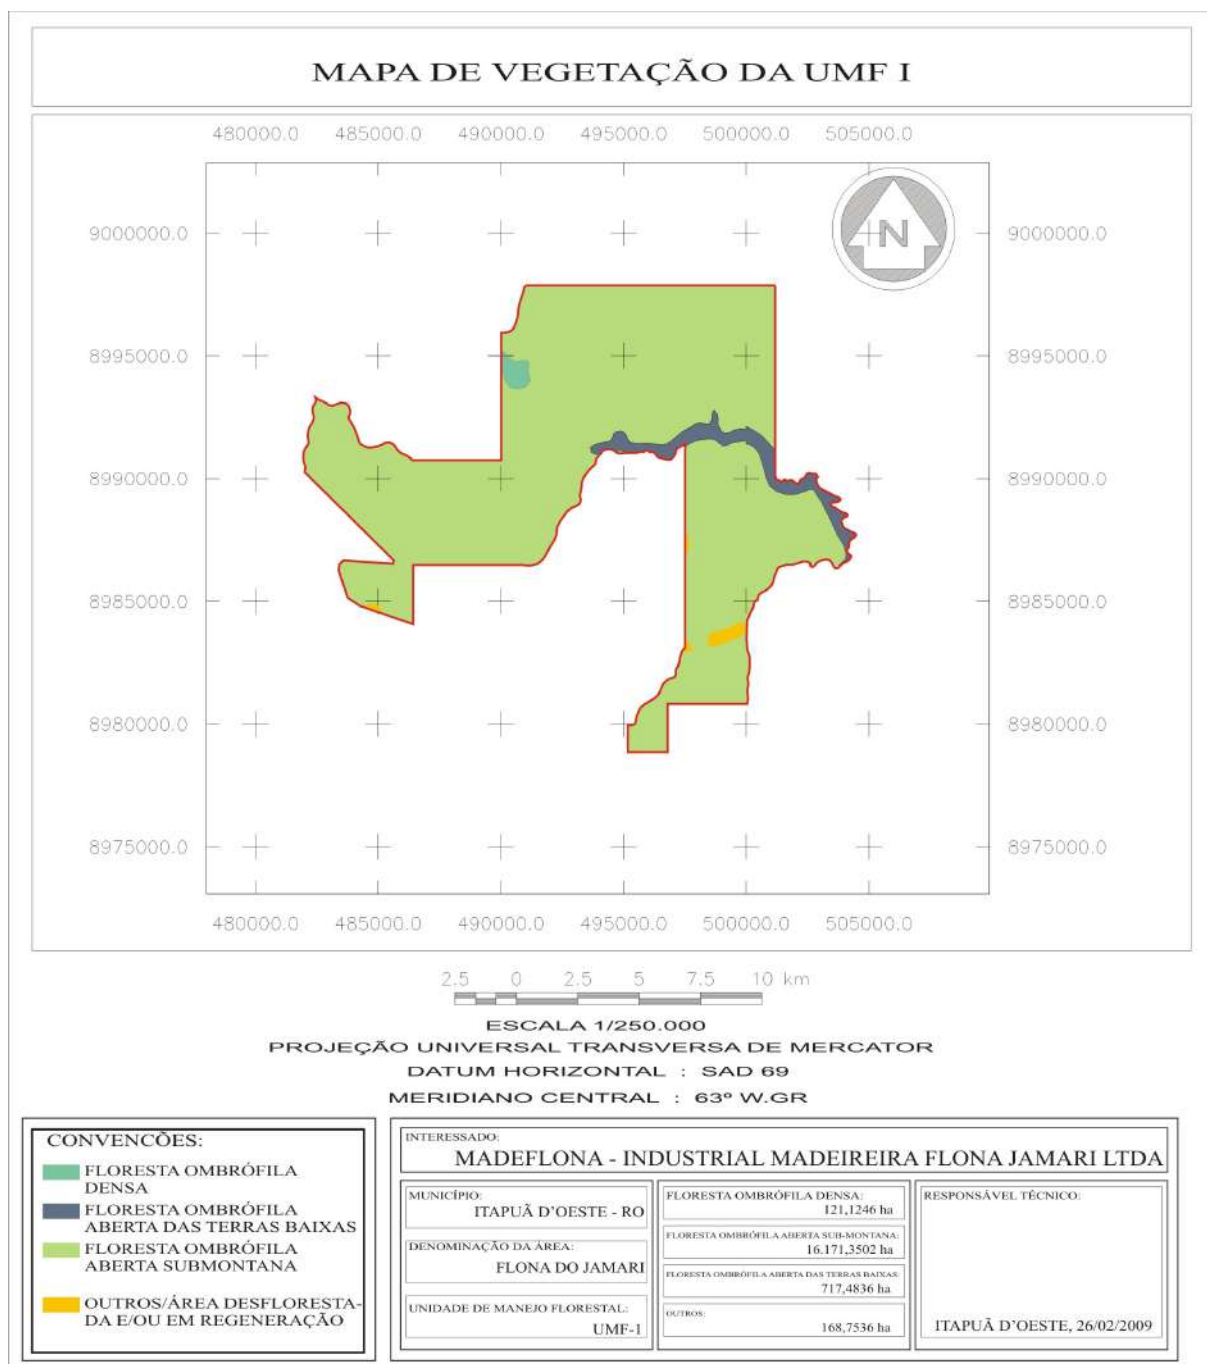 MAPA DE VEGETAÇÃO DA UMF I
480000.0 485000.0 490000.0 495000.0 500000.0 505000.0
N
9000000.0 9000000.0
8995000.0 8995000.0
8990000.0 8990000.0
8985000.0 8985000.0
8980000.0 8980000.0
8975000.0 8975000.0
480000.0 485000.0 490000.0 495000.0 500000.0 505000.0
2.5 0 2.5 5 7.5 10 km
ESCALA 1/250.000
PROJEÇÃO UNIVERSAL TRANSVERSA DE MERCATOR
DATUM HORIZONTAL : SAD 69
MERIDIANO CENTRAL : 63º W.GR
CONVENCÕES:
FLORESTA OMBRÓFILA
DENSA
FLORESTA OMBRÓFILA
ABERTA DAS TERRAS BAIXAS
FLORESTA OMBRÓFILA
ABERTA SUBMONTANA
OUTROS/ÁREA DESFLORESTA-
DA E/OU EM REGENERAÇÃO
INTERESSADO:
MADEFLONA - INDUSTRIAL MADEIREIRA FLONA JAMARI LTDA
MUNICÍPIO:
ITAPUÃ D'OESTE - RO
DENOMINAÇÃO DA ÁREA:
FLONA DO JAMARI
UNIDADE DE MANEJO FLORESTAL:
UMF-1
FLORESTA OMBRÓFILA DENSA:
121,1246 ha
FLORESTA OMBRÓFILA ABERTA SUB-MONTANA:
16.171,3502 ha
FLORESTA OMBRÓFILA ABERTA DAS TERRAS BAIXAS:
717,4836 ha
OUTROS:
168,7536 ha
RESPONSÁVEL TÉCNICO:
ITAPUÃ D'OESTE, 26/02/2009